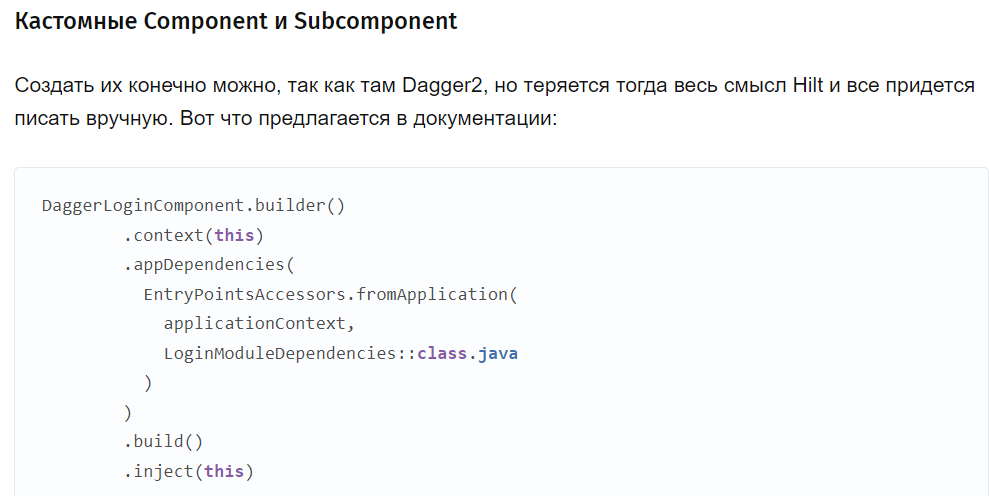 Кастомные Component и Subcomponent
Создать их конечно можно, так как там Dagger2, но теряется тогда весь смысл Hilt и все придется
писать вручную. Вот что предлагается в документации:
DaggerLoginComponent.builder()
        .context(this)
        .appDependencies(
          EntryPointsAccessors.fromApplication(
            applicationContext,
            LoginModuleDependencies::class.java
          )
        )
        .build()
        .inject(this)